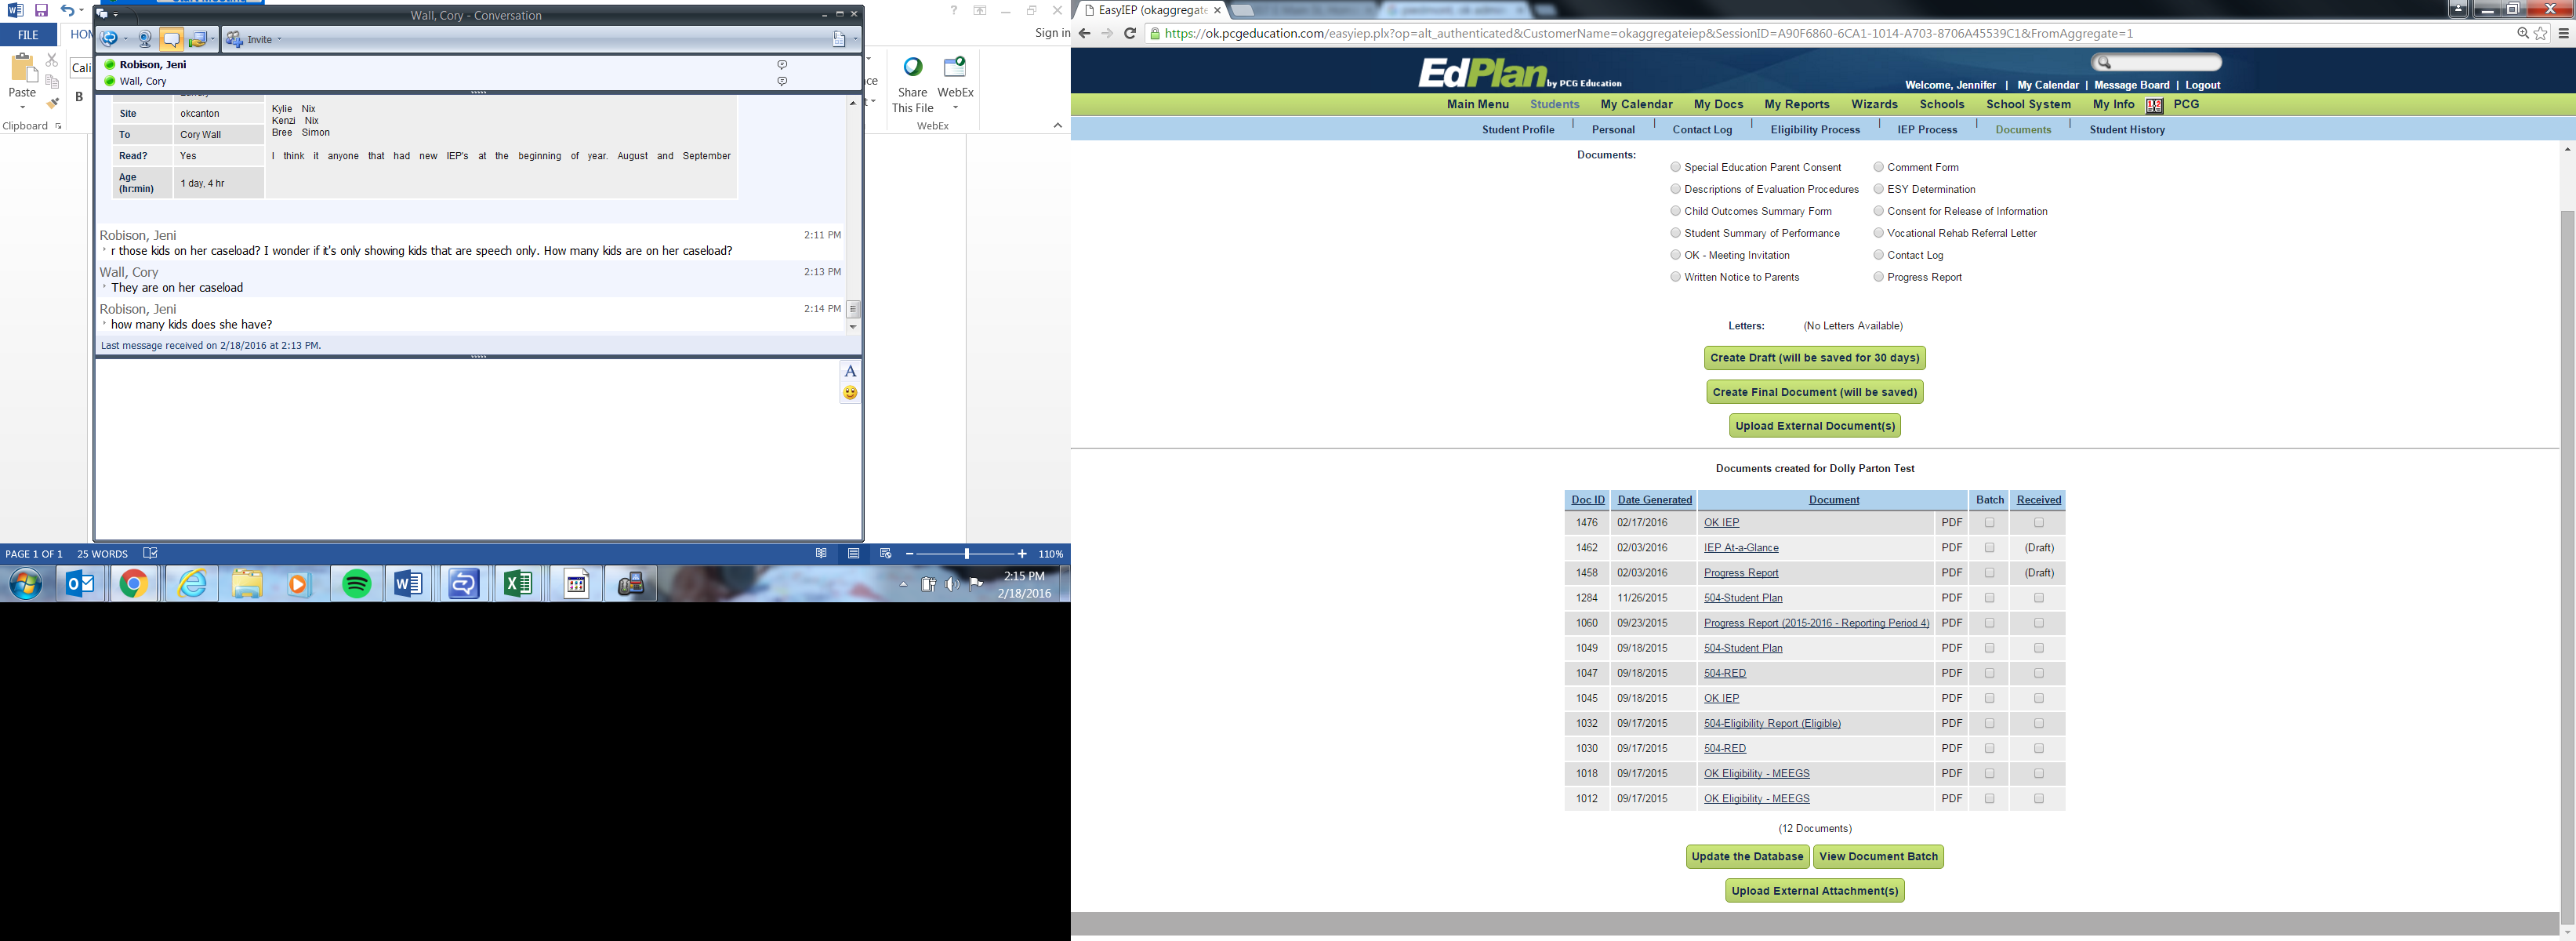 Wall, Cory - Conversation
FILE
Sign in
Invite
Robison, Jeni
Wall, Cory
Paste
Cali
B
Clipboard
Share This File
WebEx
WebEx
Site okcanton
To Cory Wall
Read? Yes
Age (hr:min) 1 day, 4 hr
Kylie Nix
Kenzi Nix
Bree Simon
I think it anyone that had new IEP's at the beginning of year. August and September
Robison, Jeni 2:11 PM
r those kids on her caseload? I wonder if it's only showing kids that are speech only. How many kids are on her caseload?
Wall, Cory 2:13 PM
They are on her caseload
Robison, Jeni 2:14 PM
how many kids does she have?
Last message received on 2/18/2016 at 2:13 PM.
A
PAGE 1 OF 1 25 WORDS 110%
2:15 PM
2/18/2016
EasyIEP (okaggregate
https://ok.pcgeducation.com/easyiep.plx?op=alt_authenticated&CustomerName=okaggregateiep&SessionID=A90F6860-6CA1-1014-A703-8706A45539C1&FromAggregate=1
EdPlan by PCG Education
Welcome, Jennifer | My Calendar | Message Board | Logout
Main Menu Students My Calendar My Docs My Reports Wizards Schools School System My Info PCG
Student Profile | Personal | Contact Log | Eligibility Process | IEP Process | Documents | Student History
Documents:
Special Education Parent Consent Comment Form
Descriptions of Evaluation Procedures ESY Determination
Child Outcomes Summary Form Consent for Release of Information
Student Summary of Performance Vocational Rehab Referral Letter
OK - Meeting Invitation Contact Log
Written Notice to Parents Progress Report
Letters: (No Letters Available)
Create Draft (will be saved for 30 days)
Create Final Document (will be saved)
Upload External Document(s)
Documents created for Dolly Parton Test
Doc ID Date Generated Document Batch Received
1476 02/17/2016 OK IEP PDF
1462 02/03/2016 IEP At-a-Glance PDF (Draft)
1458 02/03/2016 Progress Report PDF (Draft)
1284 11/26/2015 504-Student Plan PDF
1060 09/23/2015 Progress Report (2015-2016 - Reporting Period 4) PDF
1049 09/18/2015 504-Student Plan PDF
1047 09/18/2015 504-RED PDF
1045 09/18/2015 OK IEP PDF
1032 09/17/2015 504-Eligibility Report (Eligible) PDF
1030 09/17/2015 504-RED PDF
1018 09/17/2015 OK Eligibility - MEEGS PDF
1012 09/17/2015 OK Eligibility - MEEGS PDF
(12 Documents)
Update the Database View Document Batch
Upload External Attachment(s)